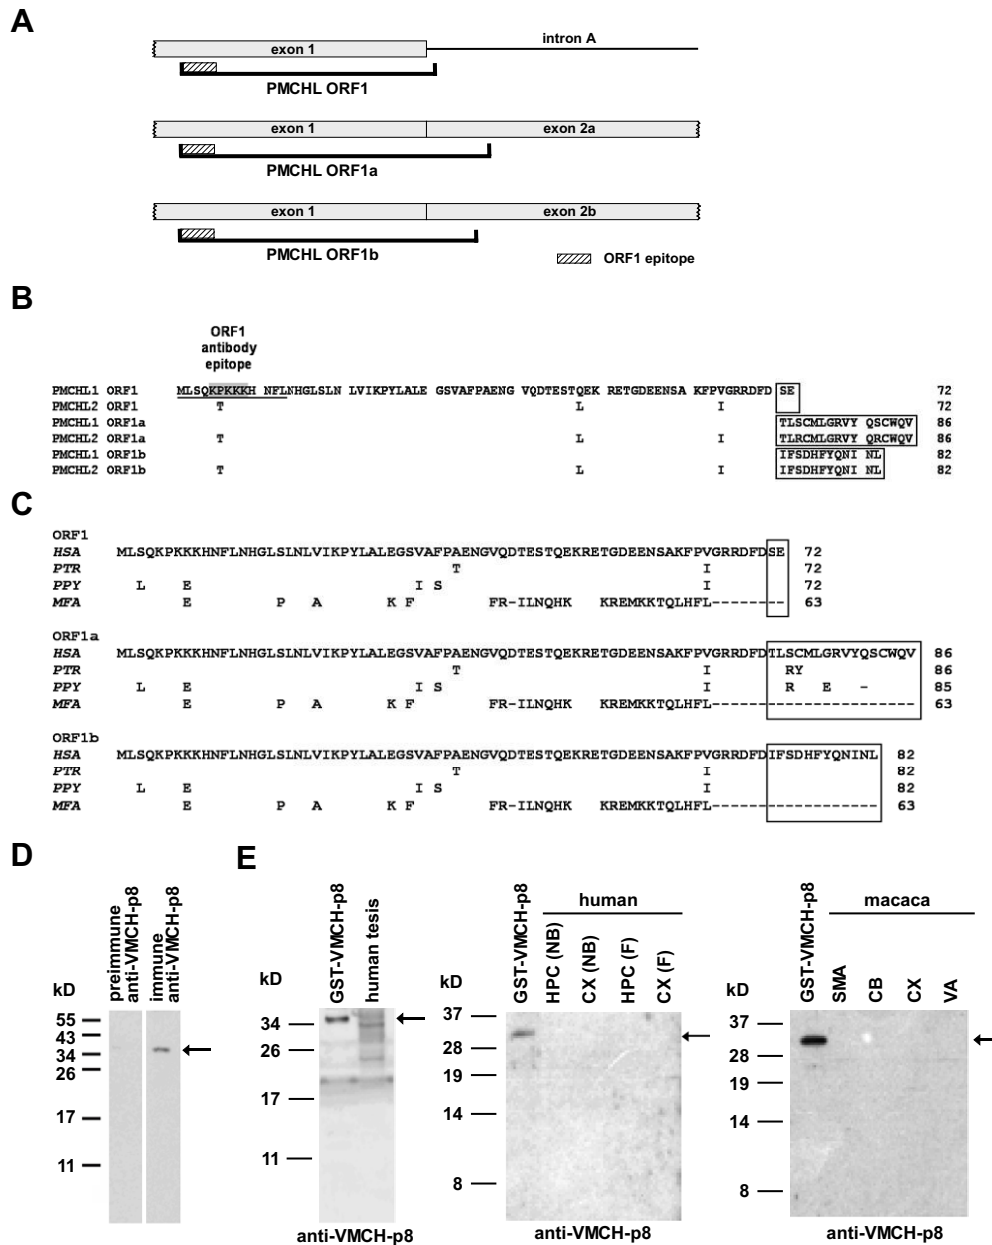 A
exon 1
intron A
PMCHL ORF1
exon 1
exon 2a
PMCHL ORF1a
exon 1
exon 2b
PMCHL ORF1b
ORF1 epitope
B
ORF1
antibody
epitope
PMCHL1 ORF1 MLSQKPKKKH NFLNHGLSLN LVIKPYLALE GSVAFPAENG VQDTESTQEK RETGDEENSA KFPVGRRDFD SE 72
PMCHL2 ORF1 T L I 72
PMCHL1 ORF1a TLSCMLGRVY QSCWQV 86
PMCHL2 ORF1a T L I TLRCMLGRVY QRCWQV 86
PMCHL1 ORF1b IFSDHFYQNI NL 82
PMCHL2 ORF1b T L I IFSDHFYQNI NL 82
C
ORF1
HSA MLSQKPKKKHNFLNHGLSLNLVIKPYLALEGSVAFPAENGVQDTESTQEKRETGDEENSAKFPVGRRDFDSE 72
PTR T I 72
PPY L E I S I 72
MFA E P A K F FR-ILNQHK KREMKKTQLHFL------- -- 63
ORF1a
HSA MLSQKPKKKHNFLNHGLSLNLVIKPYLALEGSVAFPAENGVQDTESTQEKRETGDEENSAKFPVGRRDFDTLSCMLGRVYQSCWQV 86
PTR T I RY 86
PPY L E I S I R E - 85
MFA E P A K F FR-ILNQHK KREMKKTQLHFL------------------ 63
ORF1b
HSA MLSQKPKKKHNFLNHGLSLNLVIKPYLALEGSVAFPAENGVQDTESTQEKRETGDEENSAKFPVGRRDFDIFSDHFYQNINL 82
PTR T I 82
PPY L E I S I 82
MFA E P A K F FR-ILNQHK KREMKKTQLHFL-------------- 63
D
preimmune
anti-VMCH-p8
immune
anti-VMCH-p8
kD
55
43
34
26
17
11
E
GST-VMCH-p8
human tesis
kD
34
26
17
11
anti-VMCH-p8
human
GST-VMCH-p8
HPC (NB)
CX (NB)
HPC (F)
CX (F)
kD
37
28
19
14
8
anti-VMCH-p8
macaca
GST-VMCH-p8
SMA
CB
CX
VA
kD
37
28
19
14
8
anti-VMCH-p8